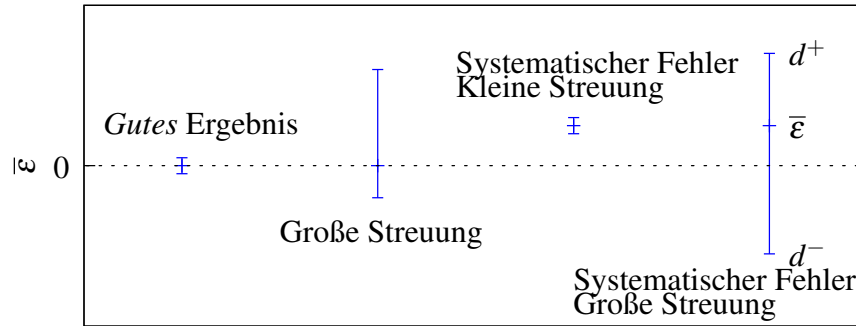 Systematischer Fehler
Kleine Streuung
d⁺
Gutes Ergebnis
ε̅
ε̅
0
Große Streuung
d⁻
Systematischer Fehler
Große Streuung